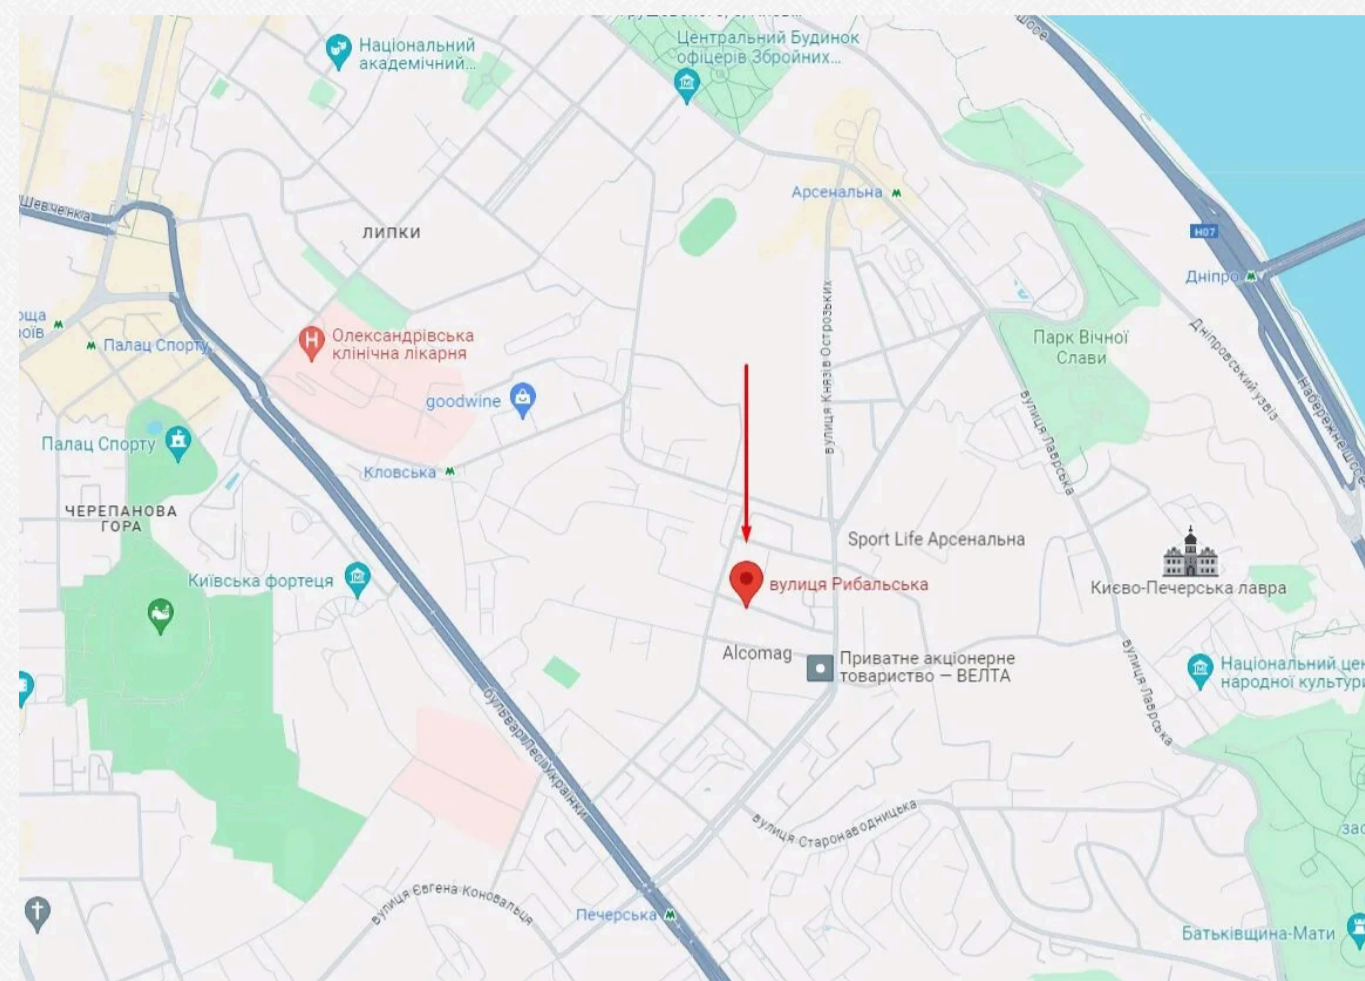 Національний
академічний...
Центральний Будинок
офіцерів Збройних...
шосе
Шевченка
Арсенальна
ЛИПКИ
Н07
Дніпро
Палац Спорту
Олександрівська
клінічна лікарня
Парк Вічної
Слави
Дніпровський узвіз
Набережне шосе
вулиця Князів Острозьких
goodwine
вулиця Лаврська
Палац Спорту
Кловська
ЧЕРЕПАНОВА
ГОРА
Sport Life Арсенальна
Київська фортеця
вулиця Рибальська
Києво-Печерська лавра
Alcomag
Приватне акціонерне
товариство — ВЕЛТА
вулиця Лаврська
Національний цен
народної культури
бульвар Лесі Українки
вулиця Старонаводницька
зас
вулиця Євгена Коновальця
Печерська
Батьківщина-Мати